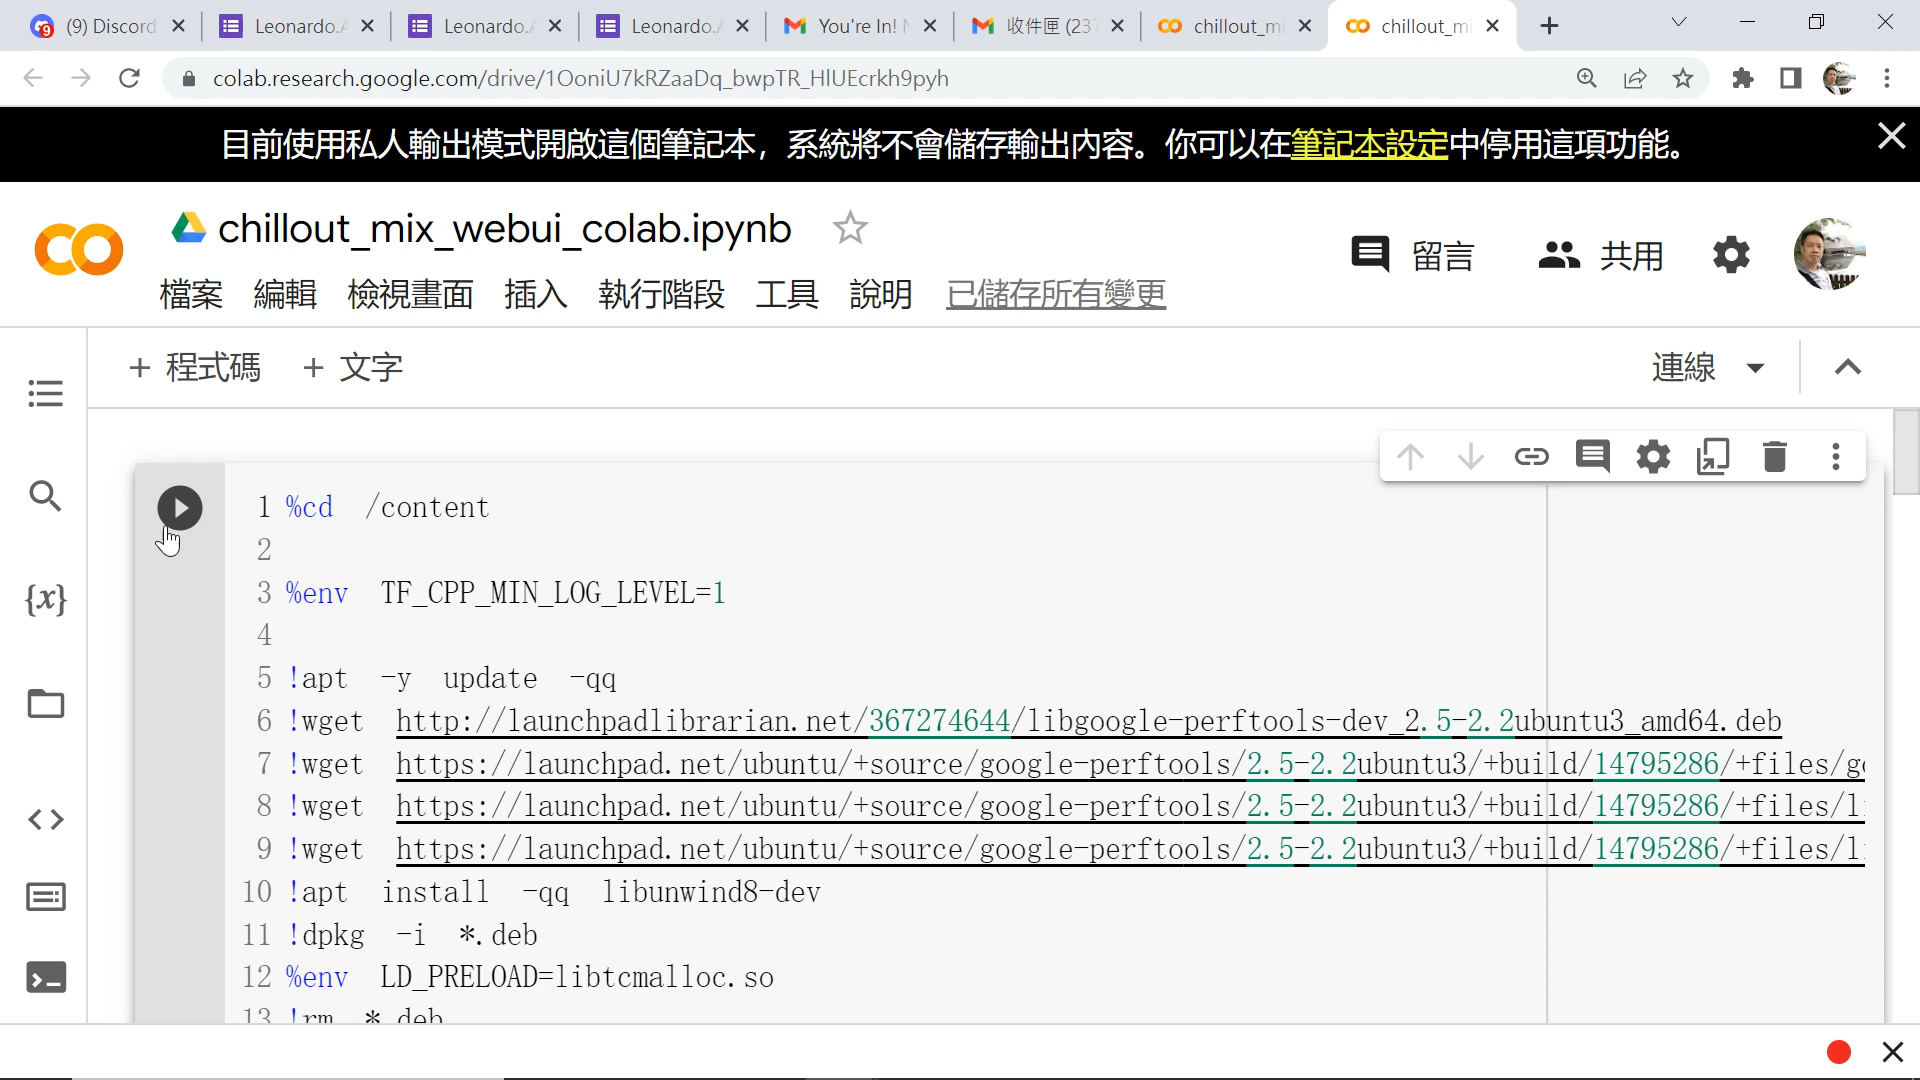 (9) Discord
Leonardo.A
Leonardo.A
Leonardo.A
You're In! N
收件匣 (237
chillout_mi
chillout_mi
colab.research.google.com/drive/1OoniU7kRZaaDq_bwpTR_HlUEcrkh9pyh
目前使用私人輸出模式開啟這個筆記本，系統將不會儲存輸出內容。你可以在筆記本設定中停用這項功能。
chillout_mix_webui_colab.ipynb
留言
共用
檔案 編輯 檢視畫面 插入 執行階段 工具 說明 已儲存所有變更
+ 程式碼 + 文字
連線
1 %cd /content
2
3 %env TF_CPP_MIN_LOG_LEVEL=1
4
5 !apt -y update -qq
6 !wget http://launchpadlibrarian.net/367274644/libgoogle-perftools-dev_2.5-2.2ubuntu3_amd64.deb
7 !wget https://launchpad.net/ubuntu/+source/google-perftools/2.5-2.2ubuntu3/+build/14795286/+files/go
8 !wget https://launchpad.net/ubuntu/+source/google-perftools/2.5-2.2ubuntu3/+build/14795286/+files/li
9 !wget https://launchpad.net/ubuntu/+source/google-perftools/2.5-2.2ubuntu3/+build/14795286/+files/li
10 !apt install -qq libunwind8-dev
11 !dpkg -i *.deb
12 %env LD_PRELOAD=libtcmalloc.so
13 !rm *.deb